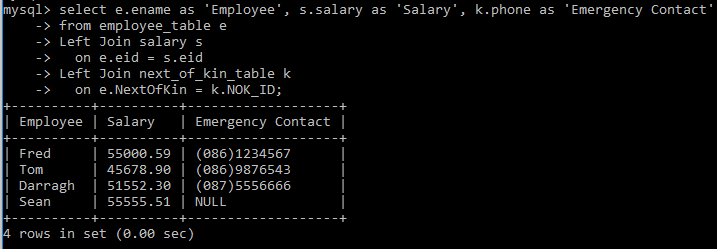 mysql> select e.ename as 'Employee', s.salary as 'Salary', k.phone as 'Emergency Contact'
    -> from employee_table e
    -> Left Join salary s
    ->   on e.eid = s.eid
    -> Left Join next_of_kin_table k
    ->   on e.NextOfKin = k.NOK_ID;
+----------+----------+-------------------+
| Employee | Salary   | Emergency Contact |
+----------+----------+-------------------+
| Fred     | 55000.59 | (086)1234567      |
| Tom      | 45678.90 | (086)9876543      |
| Darragh  | 51552.30 | (087)5556666      |
| Sean     | 55555.51 | NULL              |
+----------+----------+-------------------+
4 rows in set (0.00 sec)